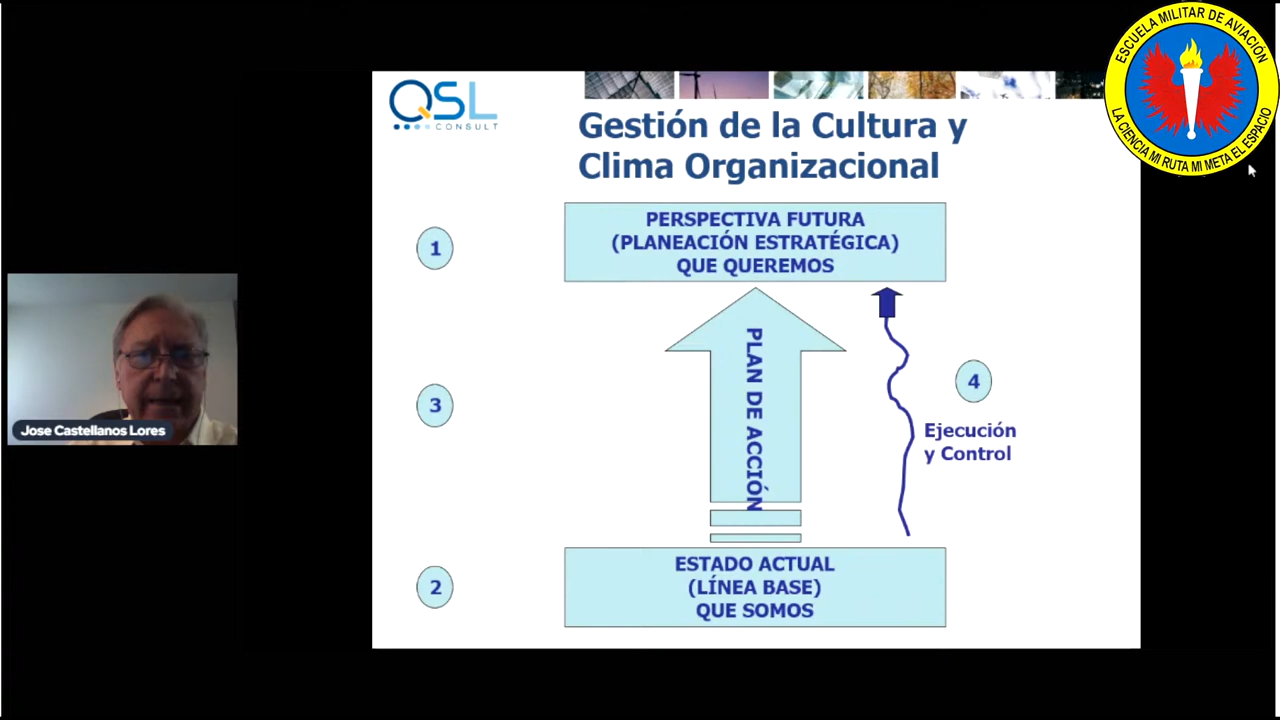 ESCUELA MILITAR DE AVIACIÓN
LA CIENCIA MI RUTA MI META EL ESPACIO
QSL
CONSULT
Gestión de la Cultura y
Clima Organizacional
1
PERSPECTIVA FUTURA
(PLANEACIÓN ESTRATÉGICA)
QUE QUEREMOS
PLAN DE ACCIÓN
3
4
Ejecución
y Control
Jose Castellanos Lores
2
ESTADO ACTUAL
(LÍNEA BASE)
QUE SOMOS